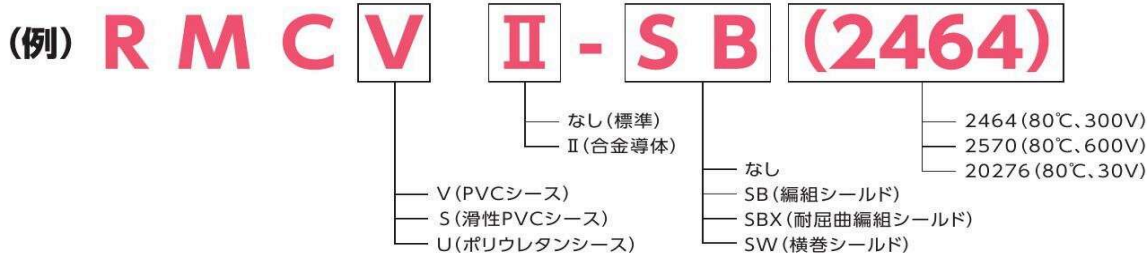 (例) R M C V Ⅱ - S B (2464)
なし(標準)
Ⅱ(合金導体)
2464(80℃、300V)
2570(80℃、600V)
20276(80℃、30V)
なし
SB(編組シールド)
SBX(耐屈曲編組シールド)
SW(横巻シールド)
V(PVCシース)
S(滑性PVCシース)
U(ポリウレタンシース)